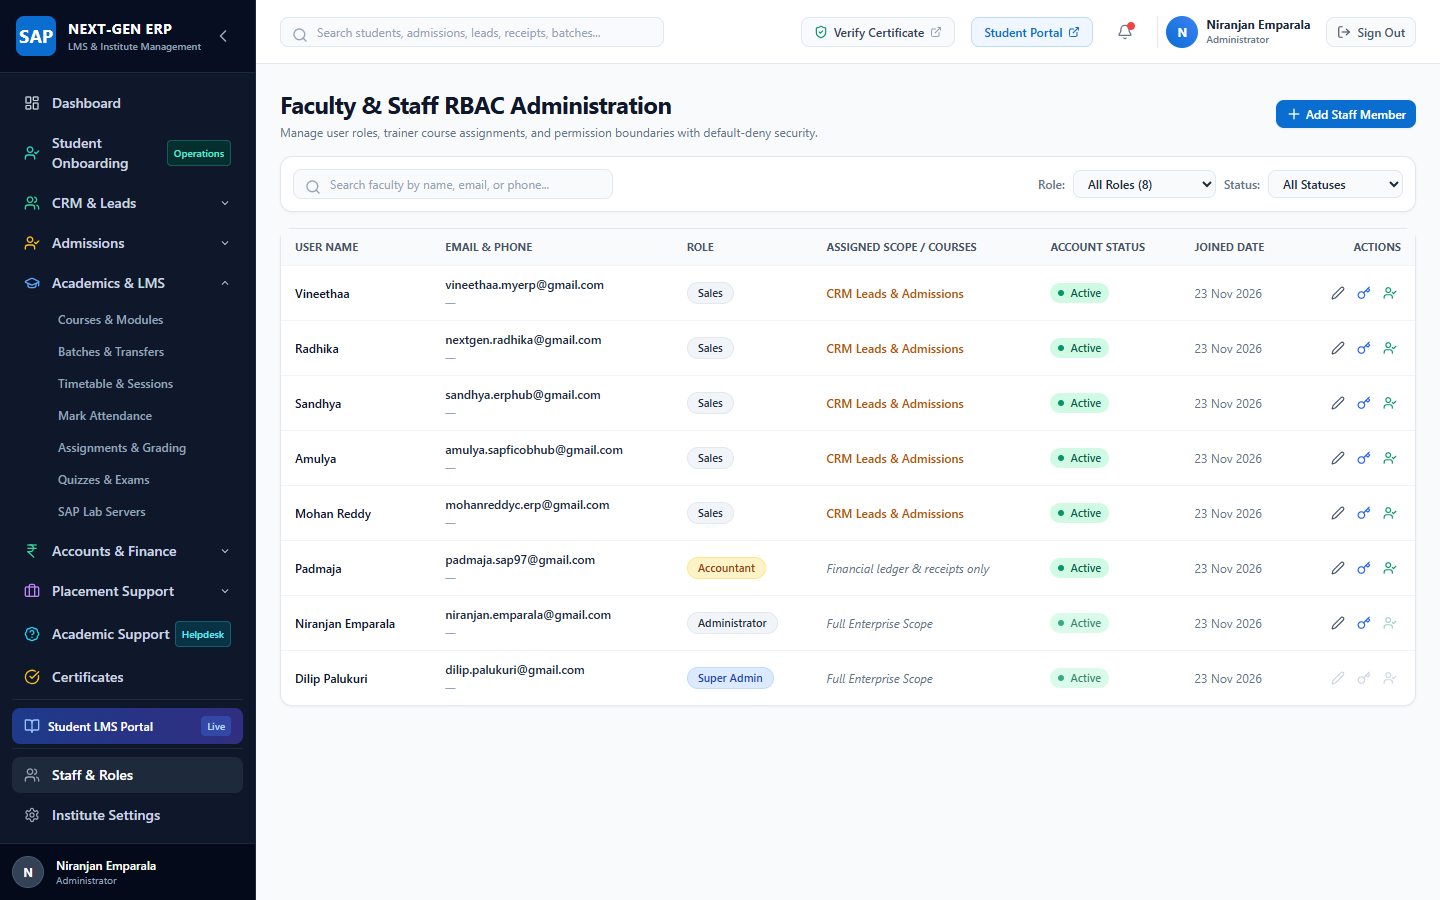 SAP
NEXT-GEN ERP
LMS & Institute Management
Dashboard
Student Onboarding
Operations
CRM & Leads
Admissions
Academics & LMS
Courses & Modules
Batches & Transfers
Timetable & Sessions
Mark Attendance
Assignments & Grading
Quizzes & Exams
SAP Lab Servers
Accounts & Finance
Placement Support
Academic Support
Helpdesk
Certificates
Student LMS Portal
Live
Staff & Roles
Institute Settings
N
Niranjan Emparala
Administrator
Search students, admissions, leads, receipts, batches...
Verify Certificate
Student Portal
N
Niranjan Emparala
Administrator
Sign Out
Faculty & Staff RBAC Administration
Manage user roles, trainer course assignments, and permission boundaries with default-deny security.
Add Staff Member
Search faculty by name, email, or phone...
Role: All Roles (8)
Status: All Statuses
USER NAME EMAIL & PHONE ROLE ASSIGNED SCOPE / COURSES ACCOUNT STATUS JOINED DATE ACTIONS
Vineethaa vineethaa.myerp@gmail.com — Sales CRM Leads & Admissions Active 23 Nov 2026
Radhika nextgen.radhika@gmail.com — Sales CRM Leads & Admissions Active 23 Nov 2026
Sandhya sandhya.erphub@gmail.com — Sales CRM Leads & Admissions Active 23 Nov 2026
Amulya amulya.sapficobhub@gmail.com — Sales CRM Leads & Admissions Active 23 Nov 2026
Mohan Reddy mohanreddyc.erp@gmail.com — Sales CRM Leads & Admissions Active 23 Nov 2026
Padmaja padmaja.sap97@gmail.com — Accountant Financial ledger & receipts only Active 23 Nov 2026
Niranjan Emparala niranjan.emparala@gmail.com — Administrator Full Enterprise Scope Active 23 Nov 2026
Dilip Palukuri dilip.palukuri@gmail.com — Super Admin Full Enterprise Scope Active 23 Nov 2026